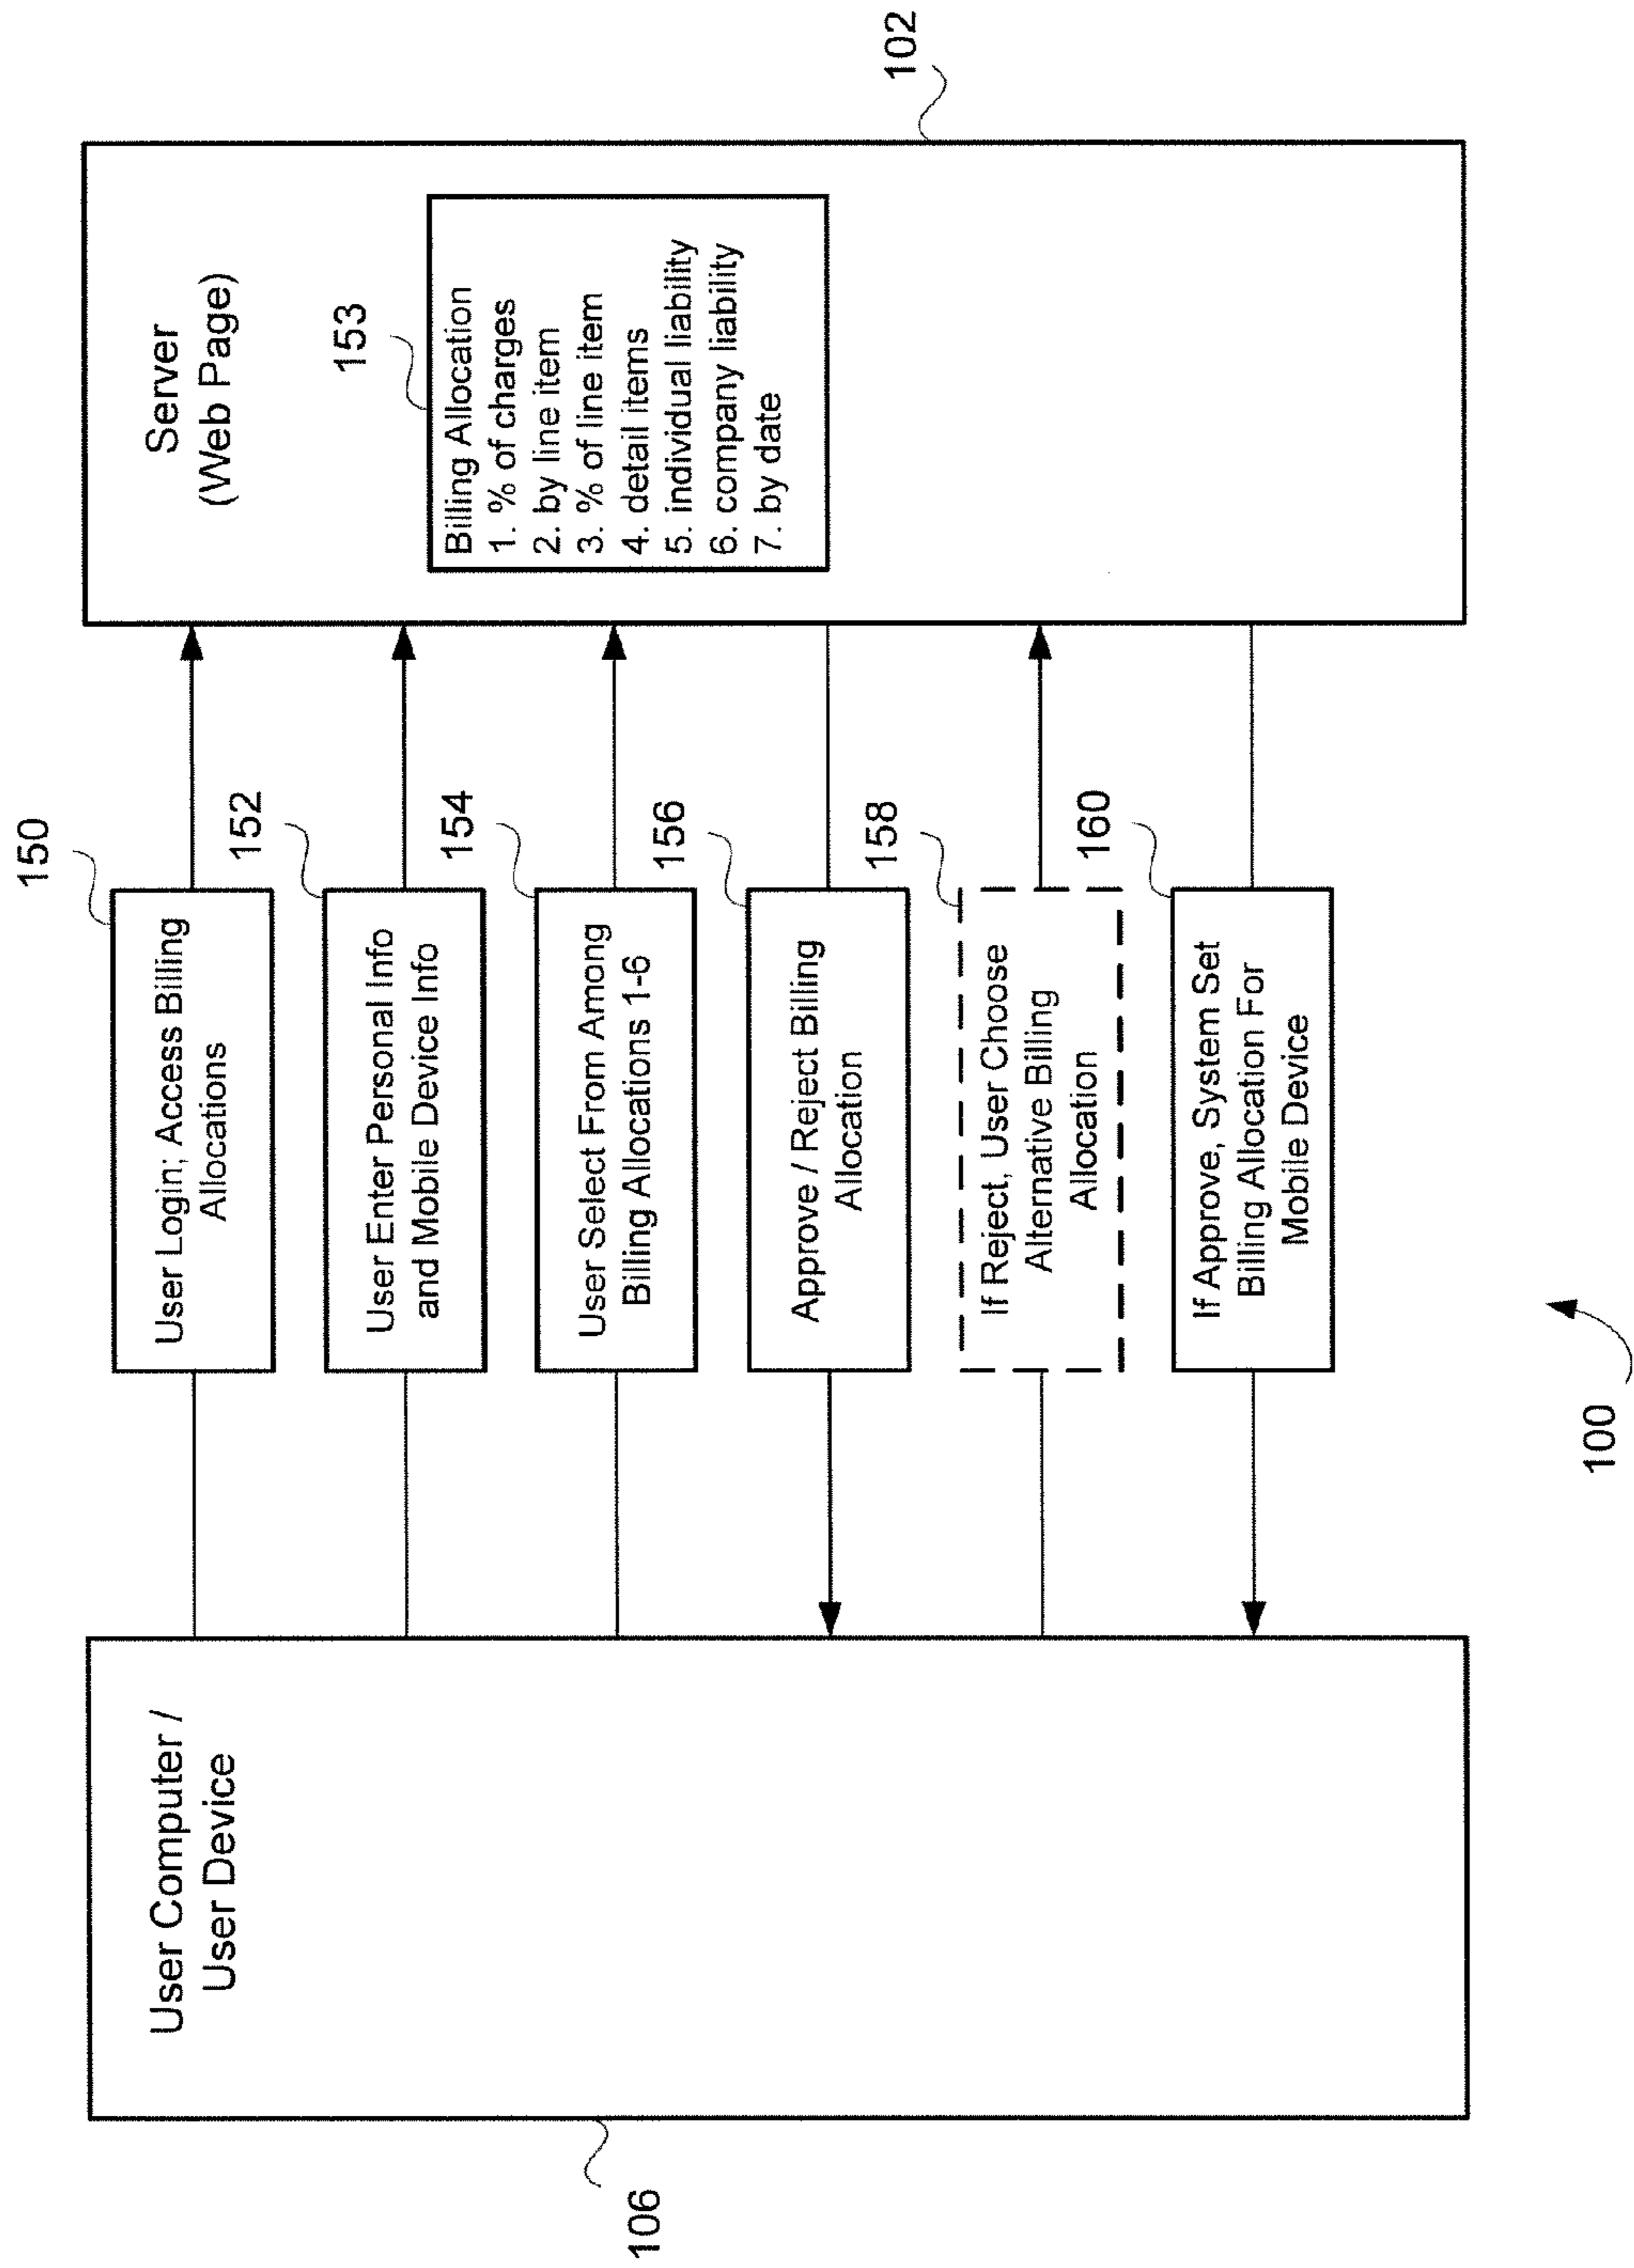 User Computer /
User Device
106
150
User Login; Access Billing
Allocations
152
User Enter Personal Info
and Mobile Device Info
154
User Select From Among
Billing Allocations 1-6
156
Approve / Reject Billing
Allocation
158
If Reject, User Choose
Alternative Billing
Allocation
160
If Approve, System Set
Billing Allocation For
Mobile Device
Server
(Web Page)
153
Billing Allocation
1. % of charges
2. by line item
3. % of line item
4. detail items
5. individual liability
6. company liability
7. by date
102
100